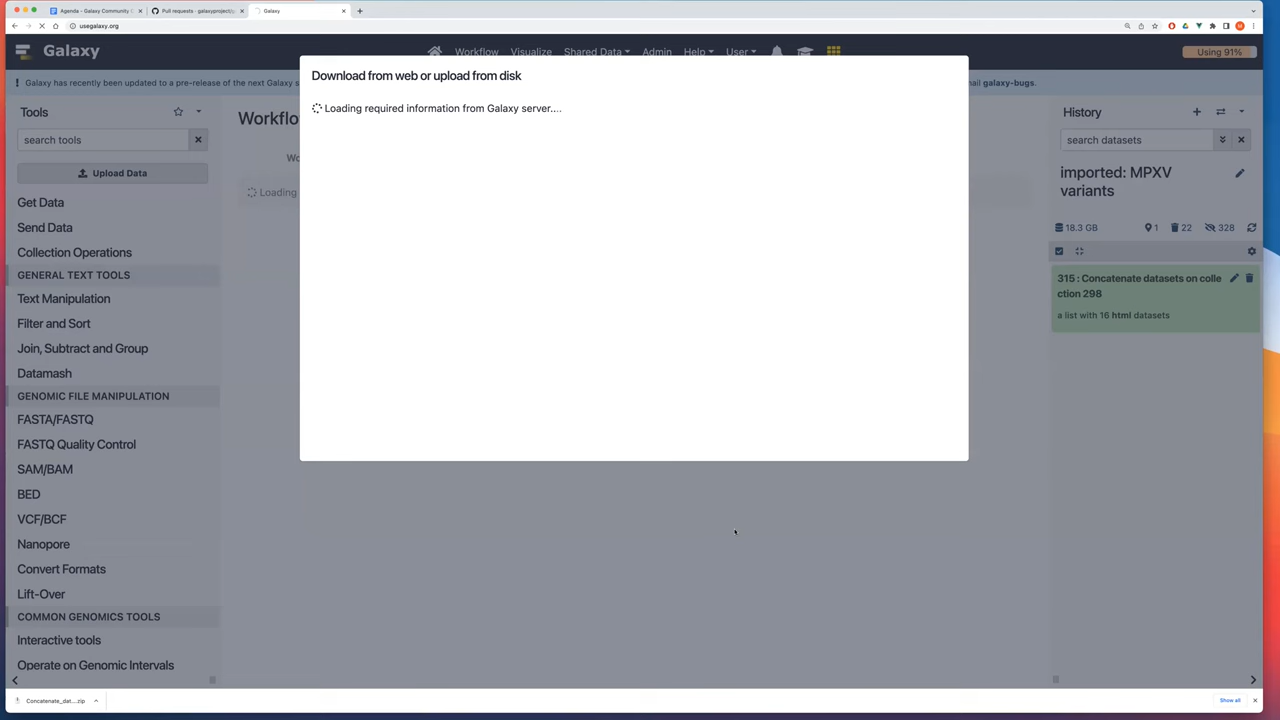 Agenda - Galaxy Community C
Pull requests - galaxyproject/g
Galaxy
usegalaxy.org
Galaxy
Workflow
Visualize
Shared Data
Admin
Help
User
Using 91%
Galaxy has recently been updated to a pre-release of the next Galaxy s
mail galaxy-bugs.
Download from web or upload from disk
Loading required information from Galaxy server....
Tools
search tools
Upload Data
Get Data
Send Data
Collection Operations
GENERAL TEXT TOOLS
Text Manipulation
Filter and Sort
Join, Subtract and Group
Datamash
GENOMIC FILE MANIPULATION
FASTA/FASTQ
FASTQ Quality Control
SAM/BAM
BED
VCF/BCF
Nanopore
Convert Formats
Lift-Over
COMMON GENOMICS TOOLS
Interactive tools
Operate on Genomic Intervals
Workflo
Wo
Loading
History
search datasets
imported: MPXV
variants
18.3 GB
1
22
328
315 : Concatenate datasets on colle
ction 298
a list with 16 html datasets
Concatenate_dat....zip
Show all